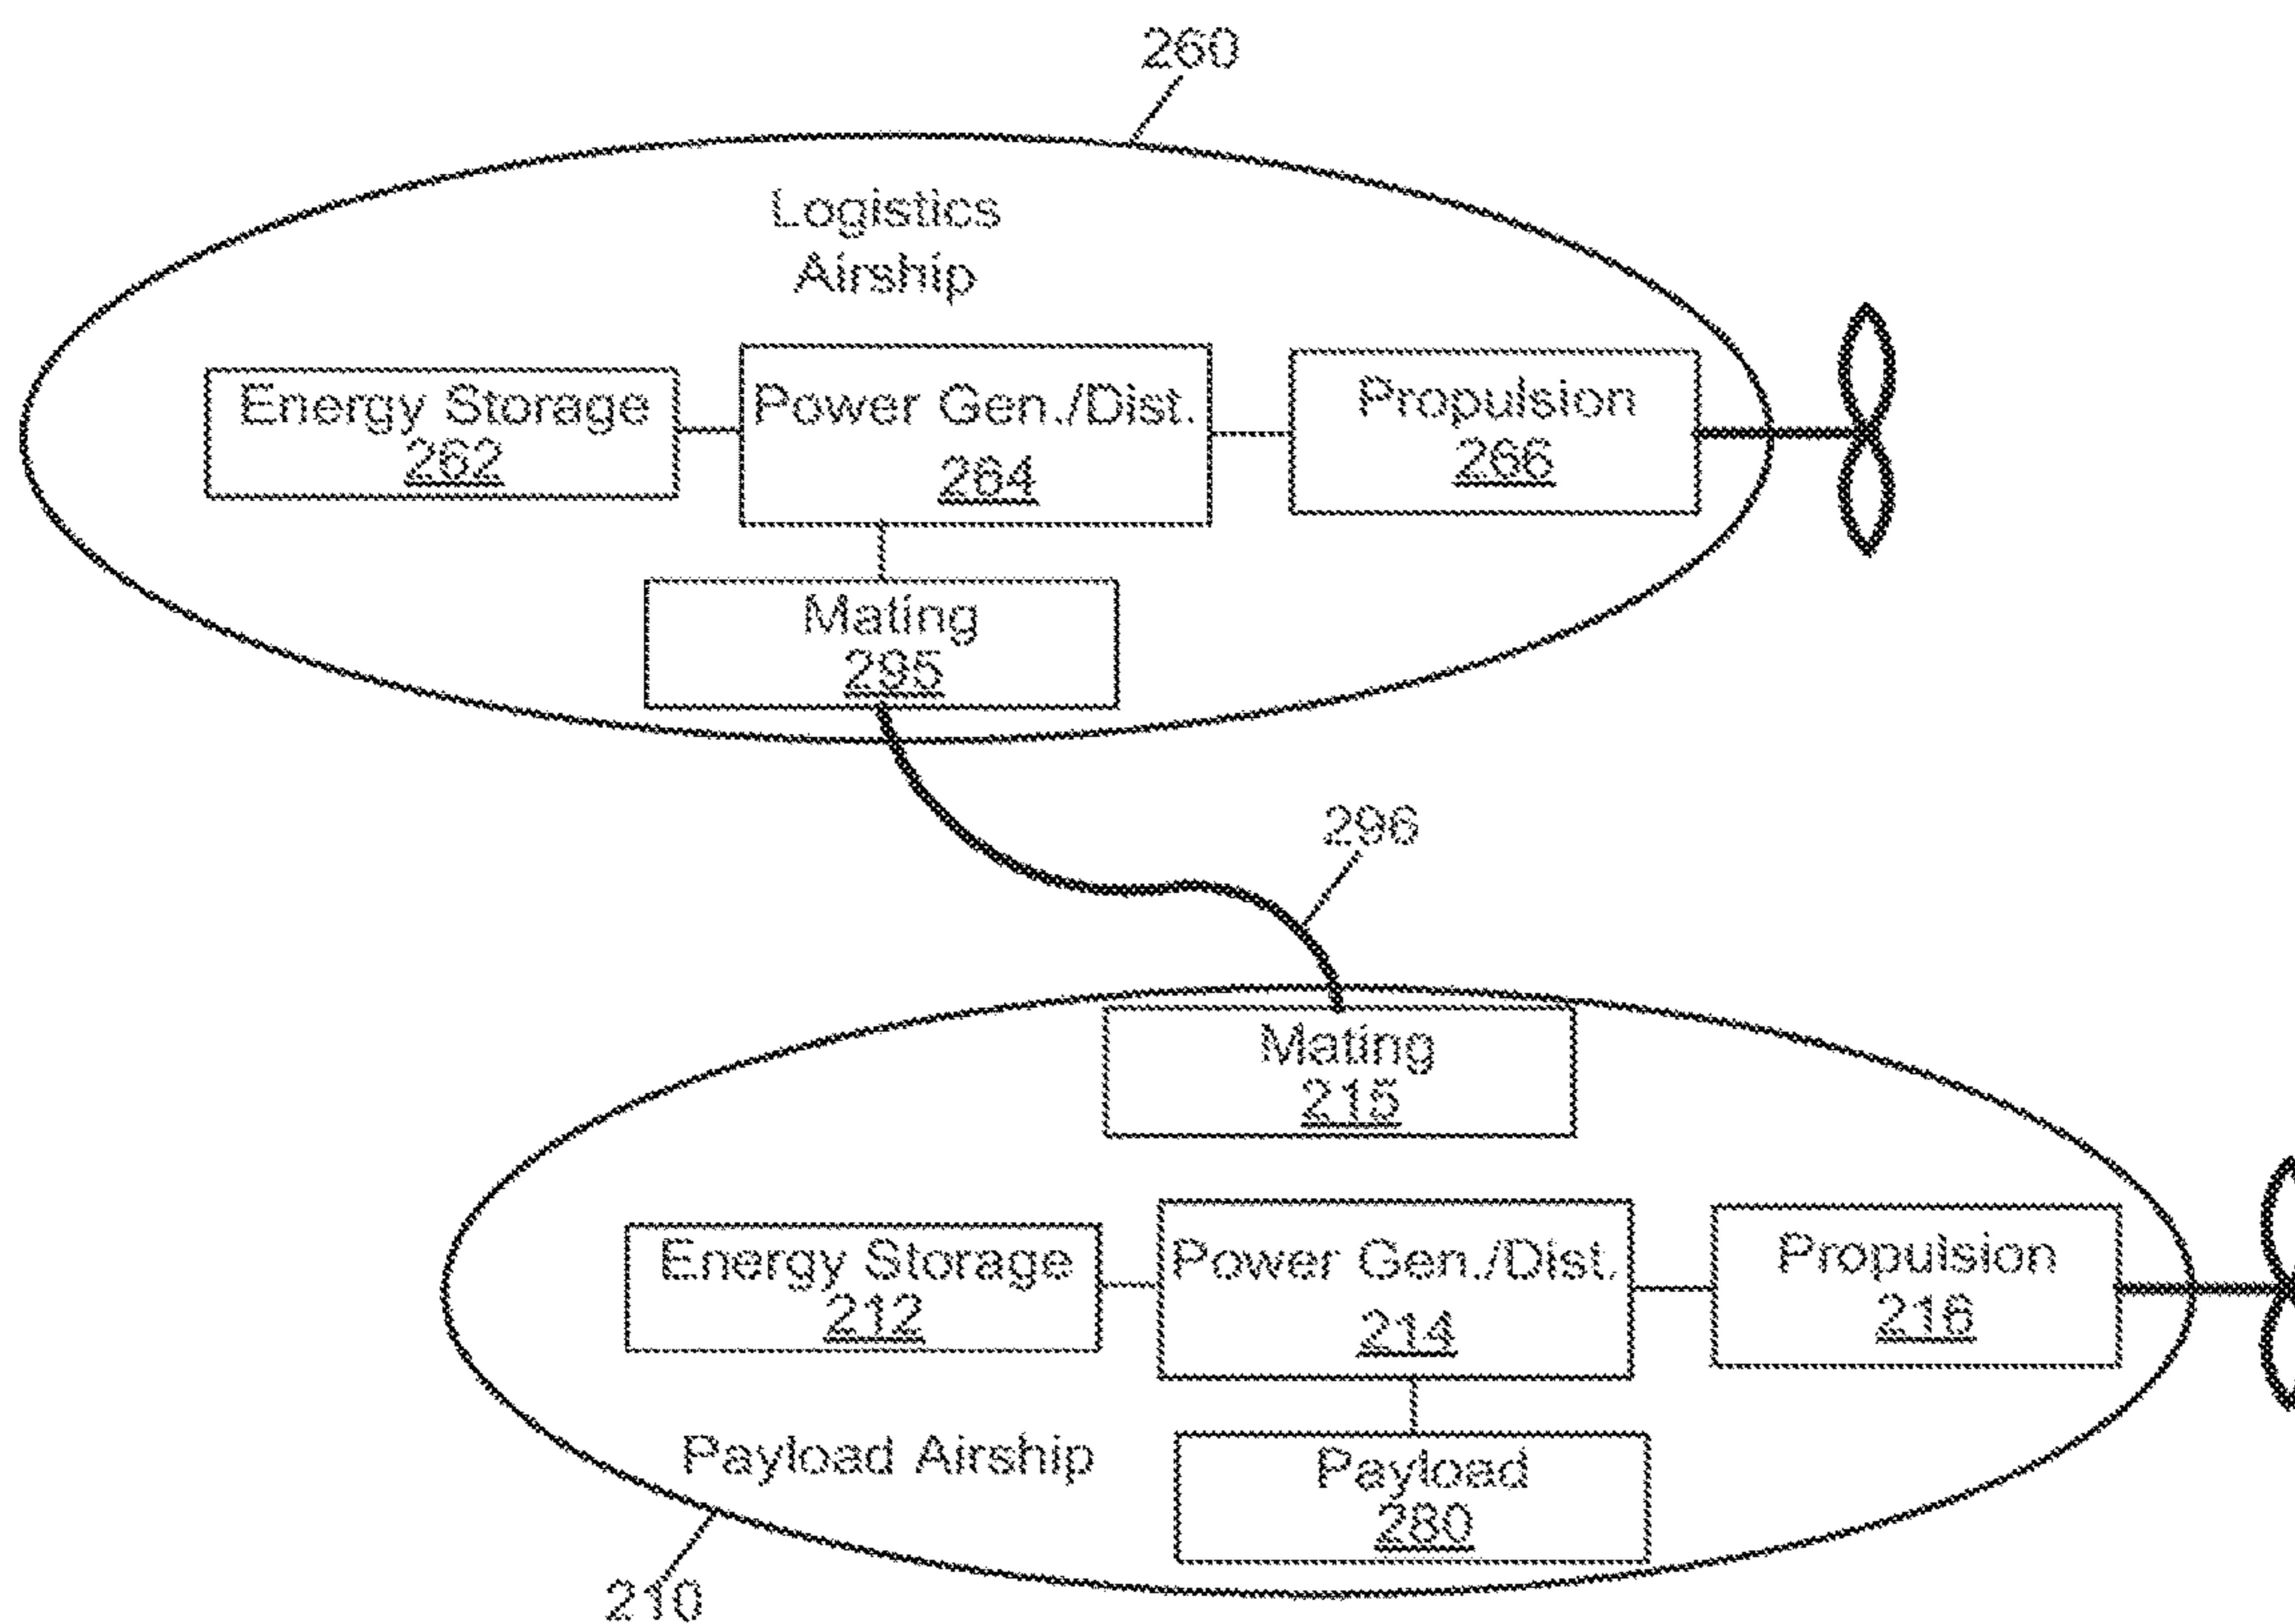 260
Logistics
Airship
Energy Storage
262
Power Gen./Dist.
264
Propulsion
266
Mating
295
296
Mating
215
Energy Storage
212
Power Gen./Dist.
214
Propulsion
216
Payload Airship
Payload
280
210